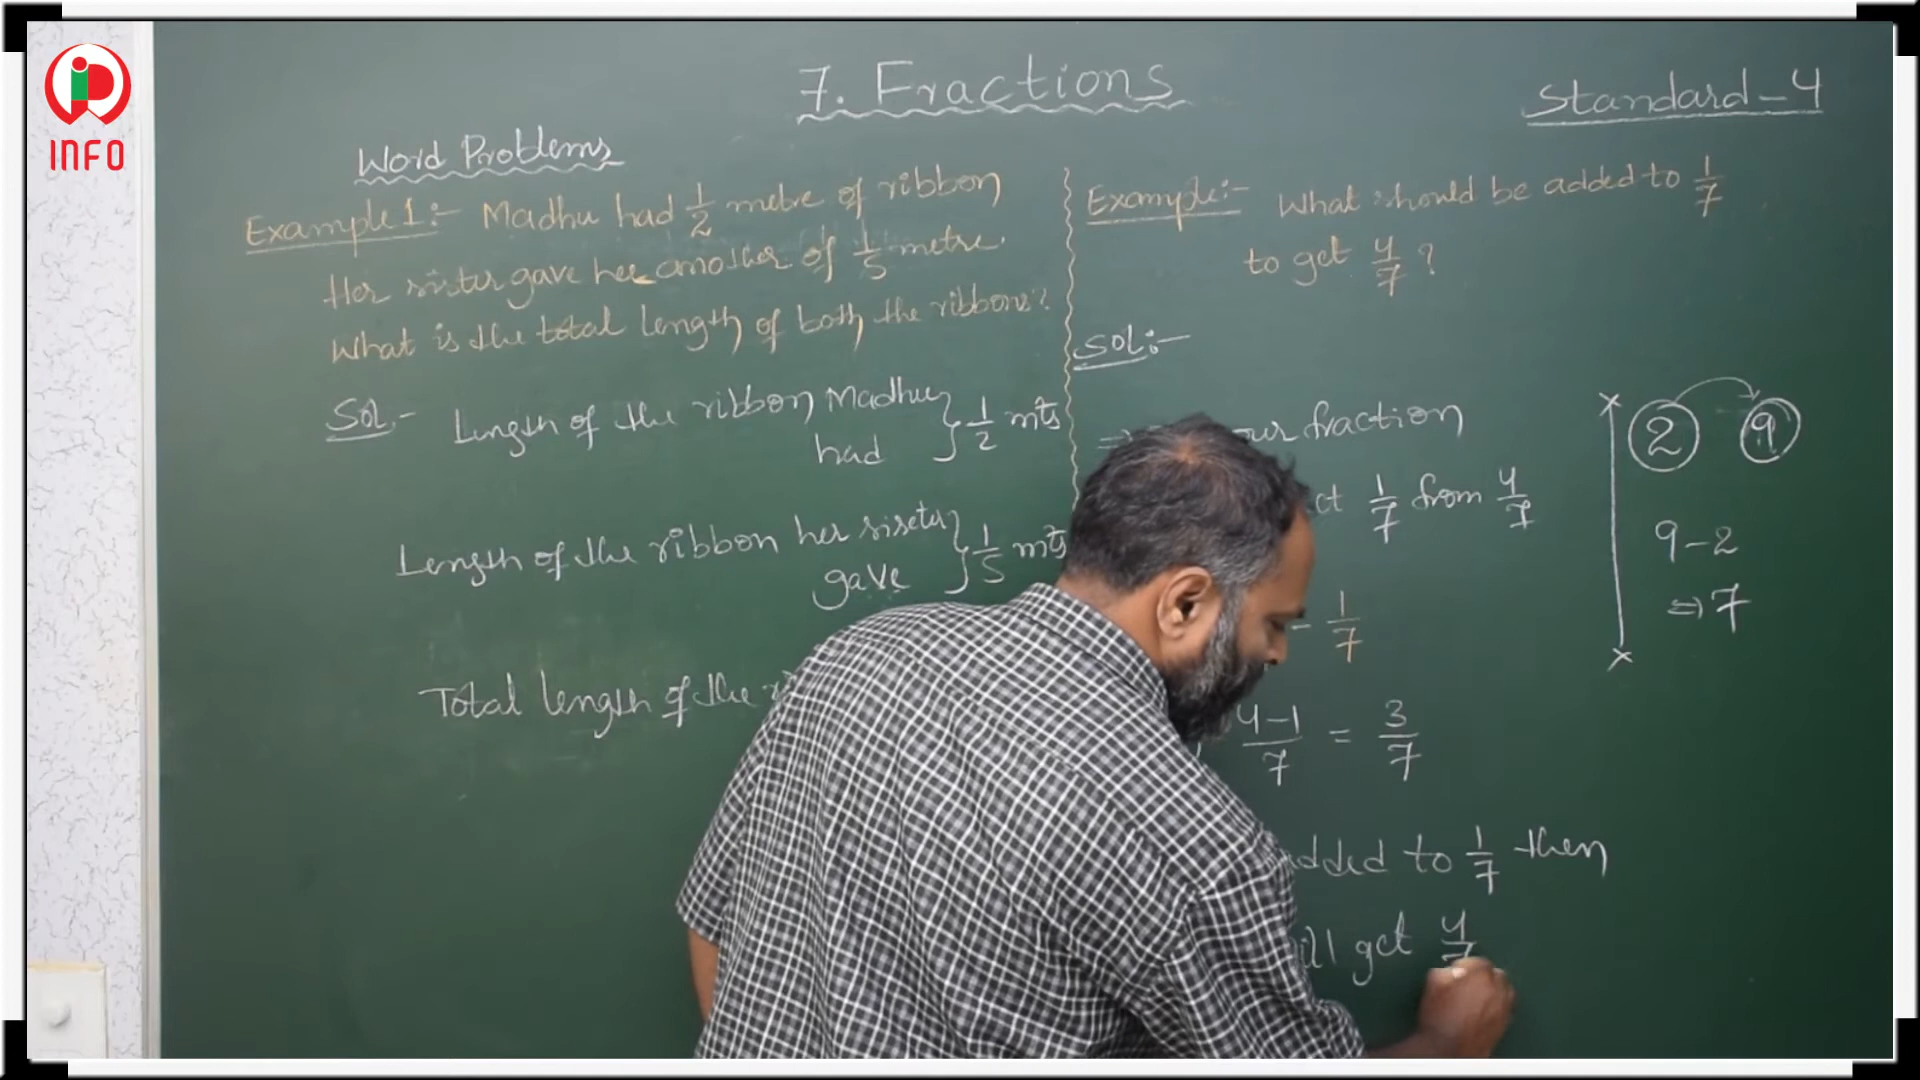 INFO
7. Fractions
Standard-4
Word Problems
Example 1:- Madhu had 1/2 metre of ribbon
Her sister gave her another of 1/5 metre.
What is the total length of both the ribbons?
Sol:- Length of the ribbon Madhu
had } 1/2 mts
Length of the ribbon her siseter
gave } 1/5 mts
Total length of the
Example:- What should be added to 1/7
to get 4/7 ?
Sol:-
our fraction
ct 1/7 from 4/7
- 1/7
4-1/7 = 3/7
added to 1/7 then
ill get 4/7
2 9
9-2
⇒ 7